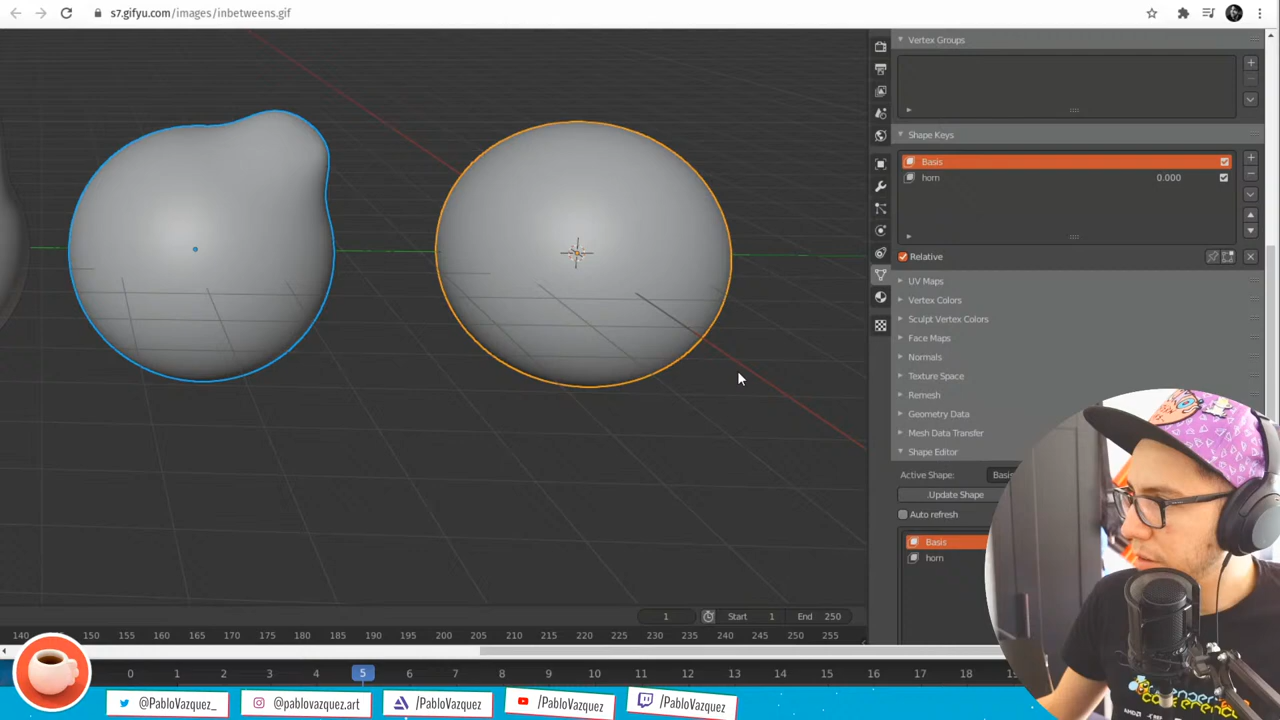 s7.gifyu.com/images/inbetweens.gif
Vertex Groups
Shape Keys
Basis
horn 0.000
Relative
UV Maps
Vertex Colors
Sculpt Vertex Colors
Face Maps
Normals
Texture Space
Remesh
Geometry Data
Mesh Data Transfer
Shape Editor
Active Shape: Basis
.Update Shape
Auto refresh
Basis
horn
1 Start 1 End 250
140 145 150 155 160 165 170 175 180 185 190 195 200 205 210 215 220 225 230 235 240 245 250 255
0 1 2 3 4 5 6 7 8 9 10 11 12 13 14 15 16 17 18
@PabloVazquez_ @pablovazquez.art /PabloVazquez /PabloVazquez /PabloVazquez